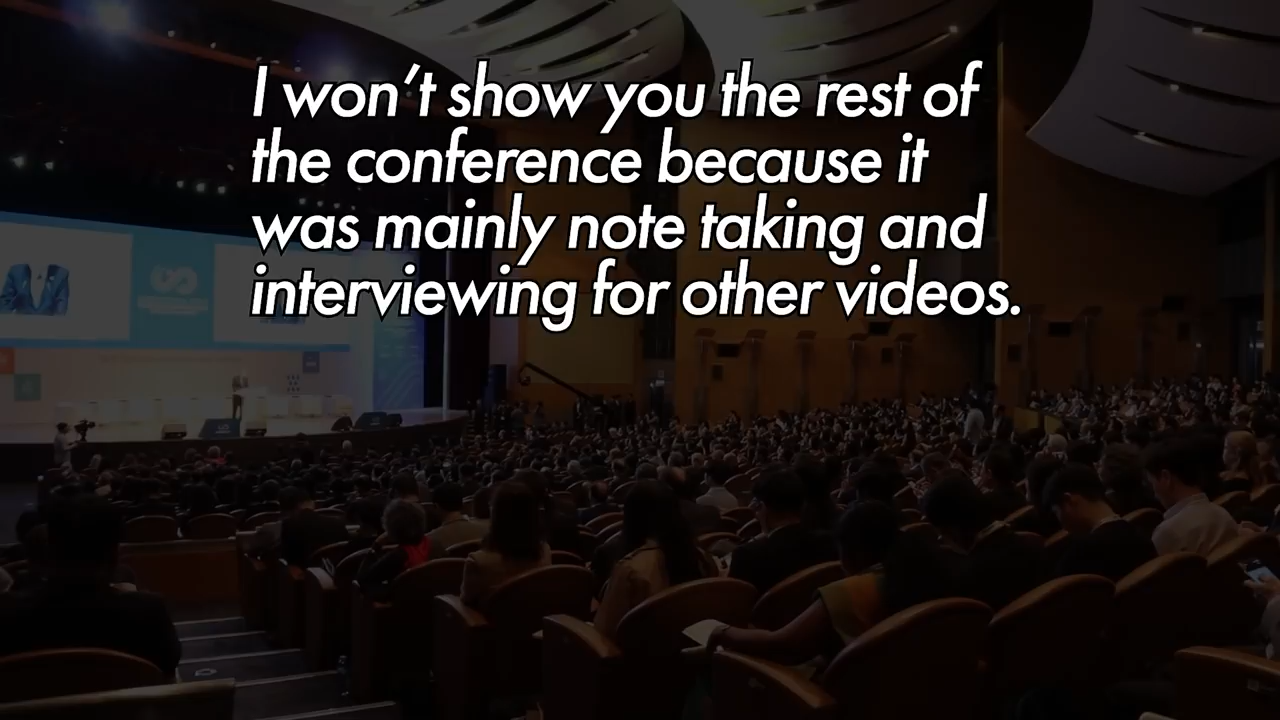 I won't show you the rest of
the conference because it
was mainly note taking and
interviewing for other videos.